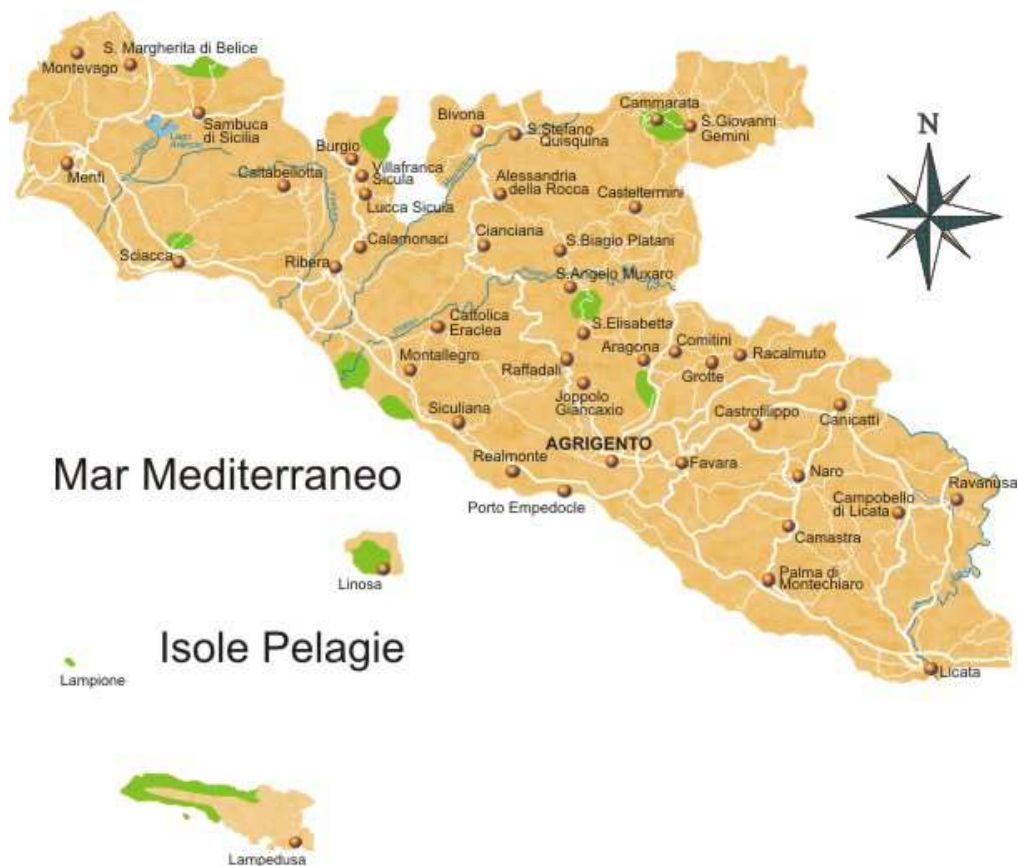 S. Margherita di Belice
Montevago
Cammarata
Bivona
S.Giovanni
Gemini
N
Sambuca
di Sicilia
Lago
S.Stefano
Quisquina
Burgio
Menfi
Villafranca
Sicula
Caltabellotta
Alessandria
della Rocca
Casteltermini
Lucca Sicula
Calamonaci
Cianciana
S.Biagio Platani
Sciacca
Ribera
S.Angelo Muxaro
Cattolica
Eraclea
S.Elisabetta
Comitini
Montallegro
Raffadali
Aragona
Racalmuto
Grotte
Joppolo
Giancaxio
Siculiana
Castrofilippo
Canicatti
AGRIGENTO
Realmonte
Favara
Naro
Mar Mediterraneo
Ravanusa
Porto Empedocle
Campobello
di Licata
Camastra
Linosa
Palma di
Montechiaro
Isole Pelagie
Lampione
Licata
Lampedusa